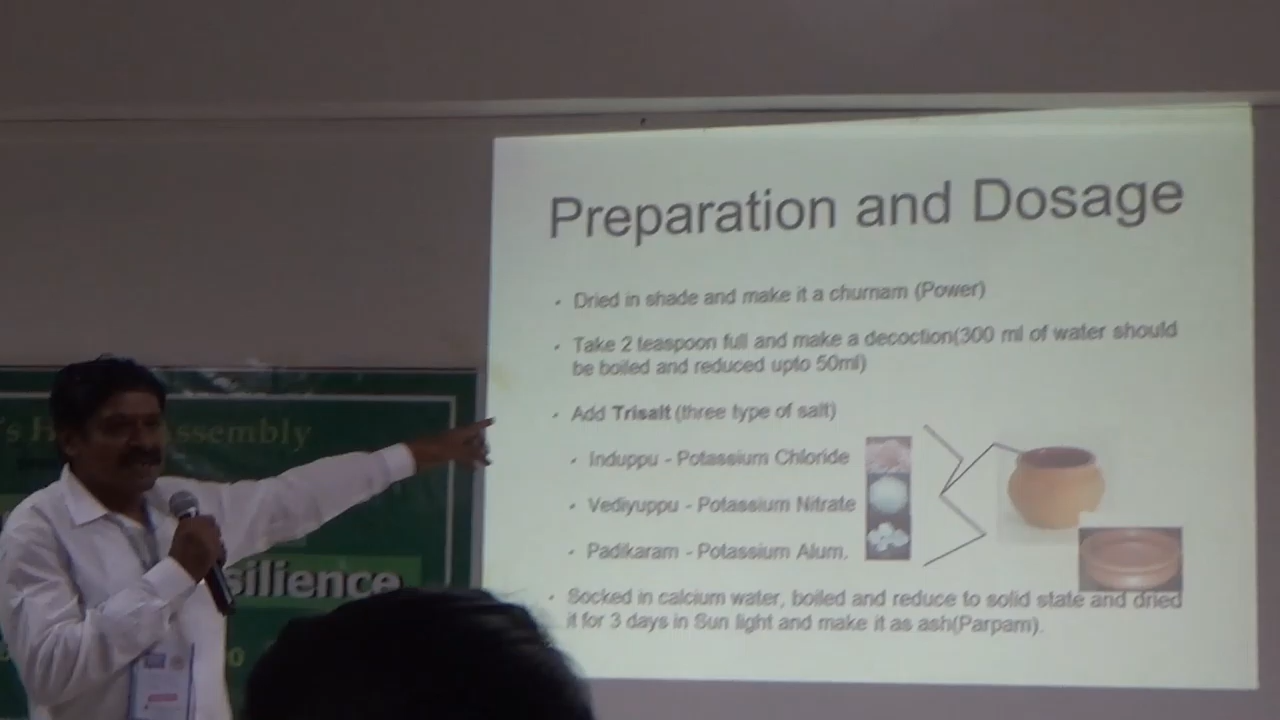 Preparation and Dosage
• Dried in shade and make it a churnam (Power)
• Take 2 teaspoon full and make a decoction(300 ml of water should
be boiled and reduced upto 50ml)
• Add Trisalt (three type of salt)
• Induppu - Potassium Chloride
• Vediyuppu - Potassium Nitrate
• Padikaram - Potassium Alum.
• Socked in calcium water, boiled and reduce to solid state and dried
it for 3 days in Sun light and make it as ash(Parpam).
's H
Assembly
silience